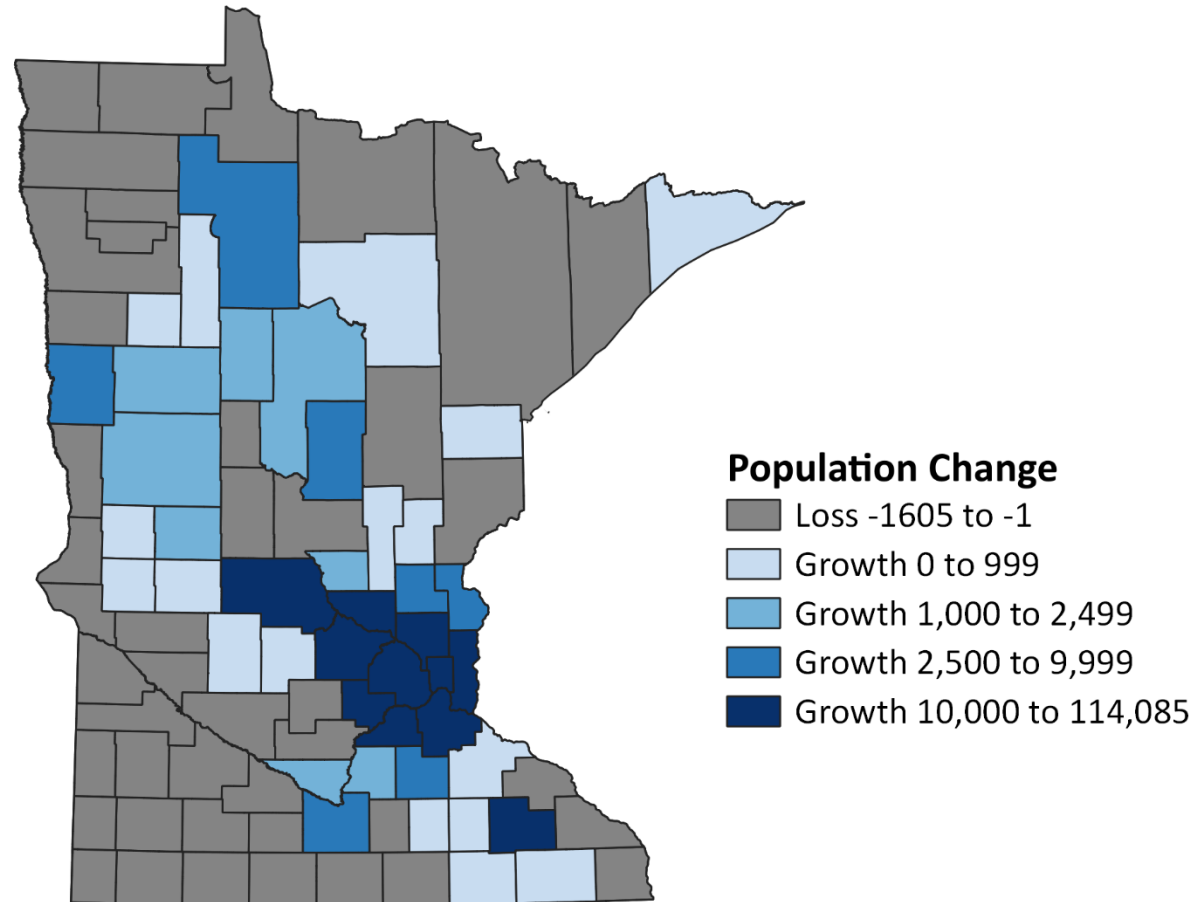 Population Change
Loss -1605 to -1
Growth 0 to 999
Growth 1,000 to 2,499
Growth 2,500 to 9,999
Growth 10,000 to 114,085